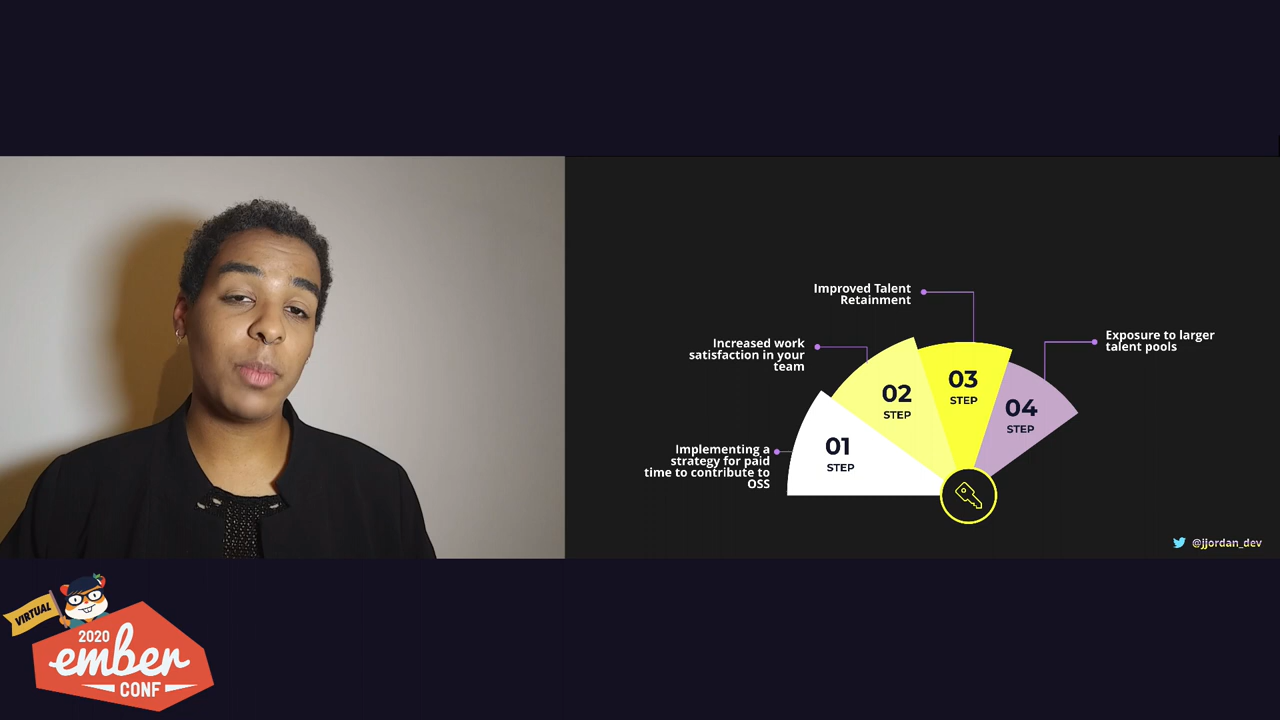 Improved Talent
Retainment
Increased work
satisfaction in your
team
Exposure to larger
talent pools
Implementing a
strategy for paid
time to contribute to
OSS
01
STEP
02
STEP
03
STEP
04
STEP
@jjordan_dev
VIRTUAL
2020
ember
CONF